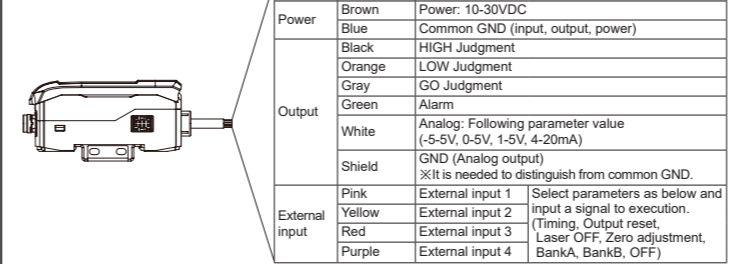 Power
Brown
Power: 10-30VDC
Blue
Common GND (input, output, power)
Output
Black
HIGH Judgment
Orange
LOW Judgment
Gray
GO Judgment
Green
Alarm
White
Analog: Following parameter value
(-5-5V, 0-5V, 1-5V, 4-20mA)
Shield
GND (Analog output)
※It is needed to distinguish from common GND.
External
input
Pink
External input 1
Yellow
External input 2
Red
External input 3
Purple
External input 4
Select parameters as below and
input a signal to execution.
(Timing, Output reset,
Laser OFF, Zero adjustment,
BankA, BankB, OFF)